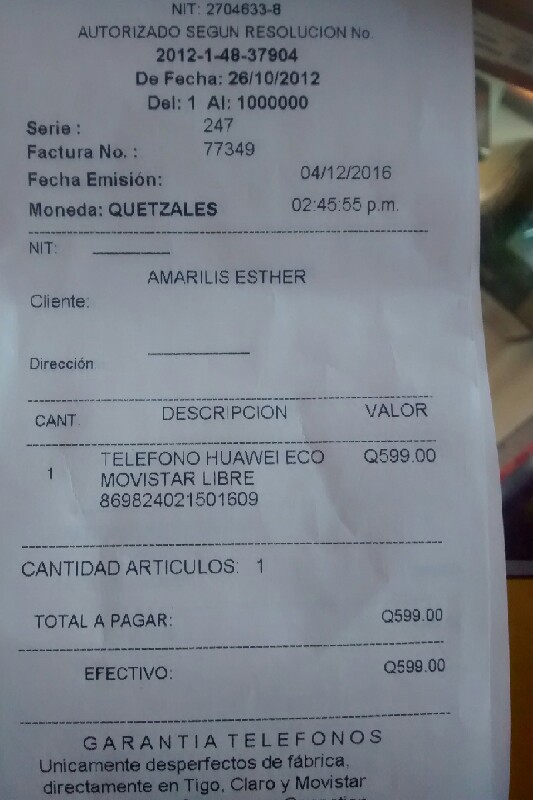 NIT: 2704633-8
AUTORIZADO SEGUN RESOLUCION No.
2012-1-48-37904
De Fecha: 26/10/2012
Del: 1 Al: 1000000
Serie : 247
Factura No. : 77349
Fecha Emisión: 04/12/2016
Moneda: QUETZALES 02:45:55 p.m.
NIT:
AMARILIS ESTHER
Cliente:
Dirección
CANT. DESCRIPCION VALOR
1 TELEFONO HUAWEI ECO Q599.00
MOVISTAR LIBRE
869824021501609
CANTIDAD ARTICULOS: 1
TOTAL A PAGAR: Q599.00
EFECTIVO: Q599.00
GARANTIA TELEFONOS
Unicamente desperfectos de fábrica,
directamente en Tigo, Claro y Movistar